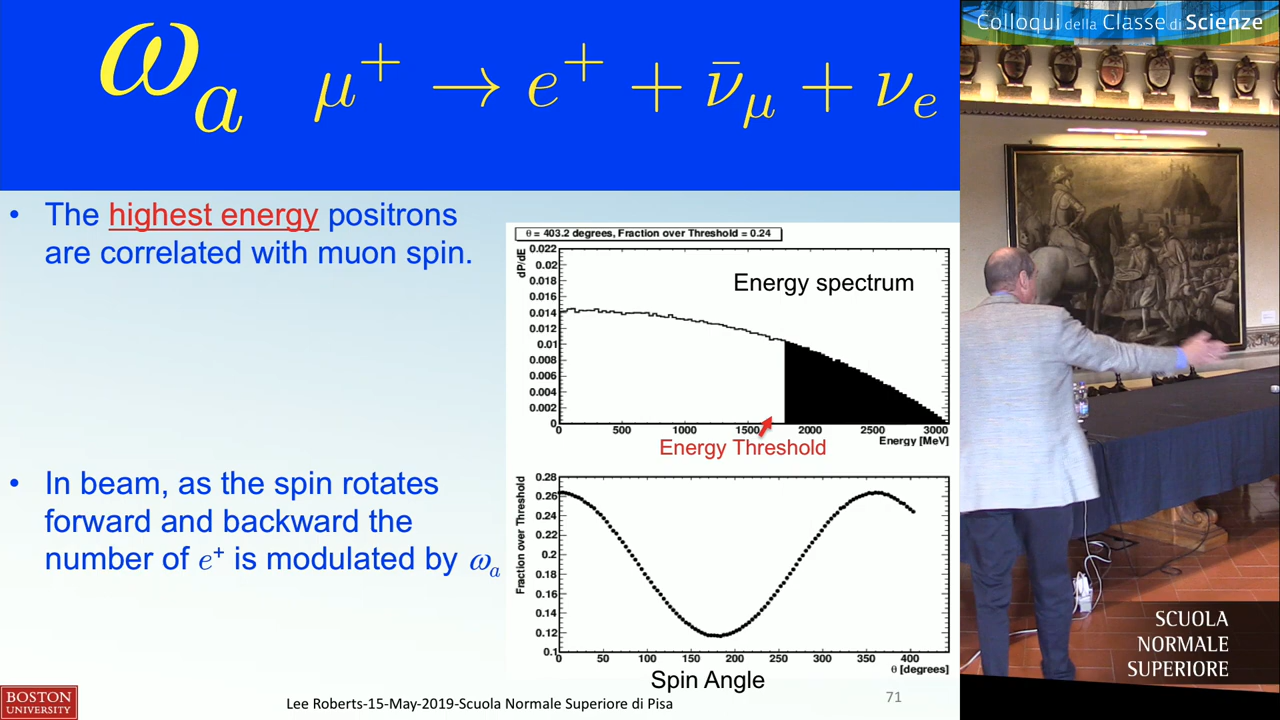 ωₐ μ⁺ → e⁺ + ν̄_μ + ν_e
Colloqui della Classe di Scienze
• The highest energy positrons
are correlated with muon spin.
θ = 403.2 degrees, Fraction over Threshold = 0.24
dP/dE
0.022
0.02
0.018
0.016
0.014
0.012
0.01
0.008
0.006
0.004
0.002
0
Energy spectrum
0 500 1000 1500 2000 2500 3000
Energy [MeV]
Energy Threshold
• In beam, as the spin rotates
forward and backward the
number of e⁺ is modulated by ωₐ
Fraction over Threshold
0.28
0.26
0.24
0.22
0.2
0.18
0.16
0.14
0.12
0.1
0 50 100 150 200 250 300 350 400
θ [degrees]
Spin Angle
SCUOLA
NORMALE
SUPERIORE
BOSTON
UNIVERSITY
Lee Roberts-15-May-2019-Scuola Normale Superiore di Pisa
71